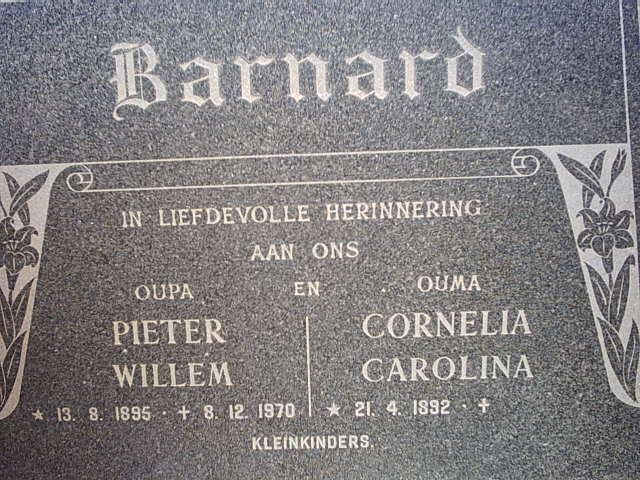 Barnard
IN LIEFDEVOLLE HERINNERING
AAN ONS
OUPA EN OUMA
PIETER CORNELIA
WILLEM CAROLINA
★ 13. 8. 1895 · ✝ 8. 12. 1970 ★ 21. 4. 1892 · ✝
KLEINKINDERS.